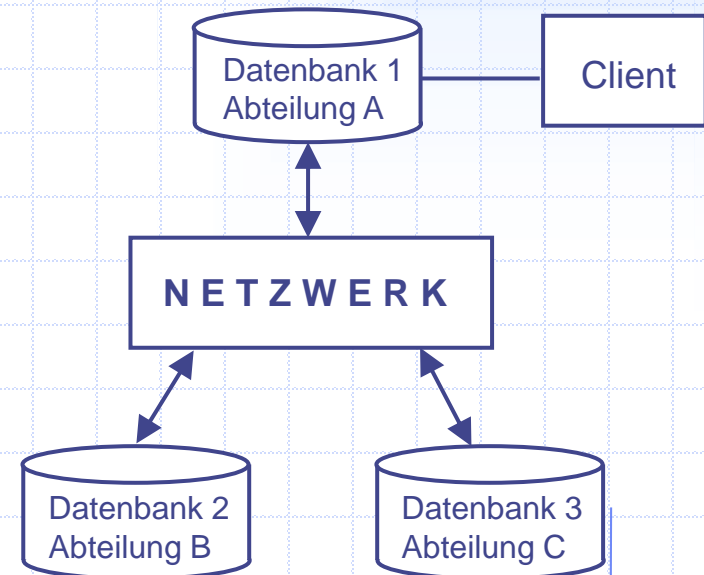 Datenbank 1
Abteilung A
Client
N E T Z W E R K
Datenbank 2
Abteilung B
Datenbank 3
Abteilung C